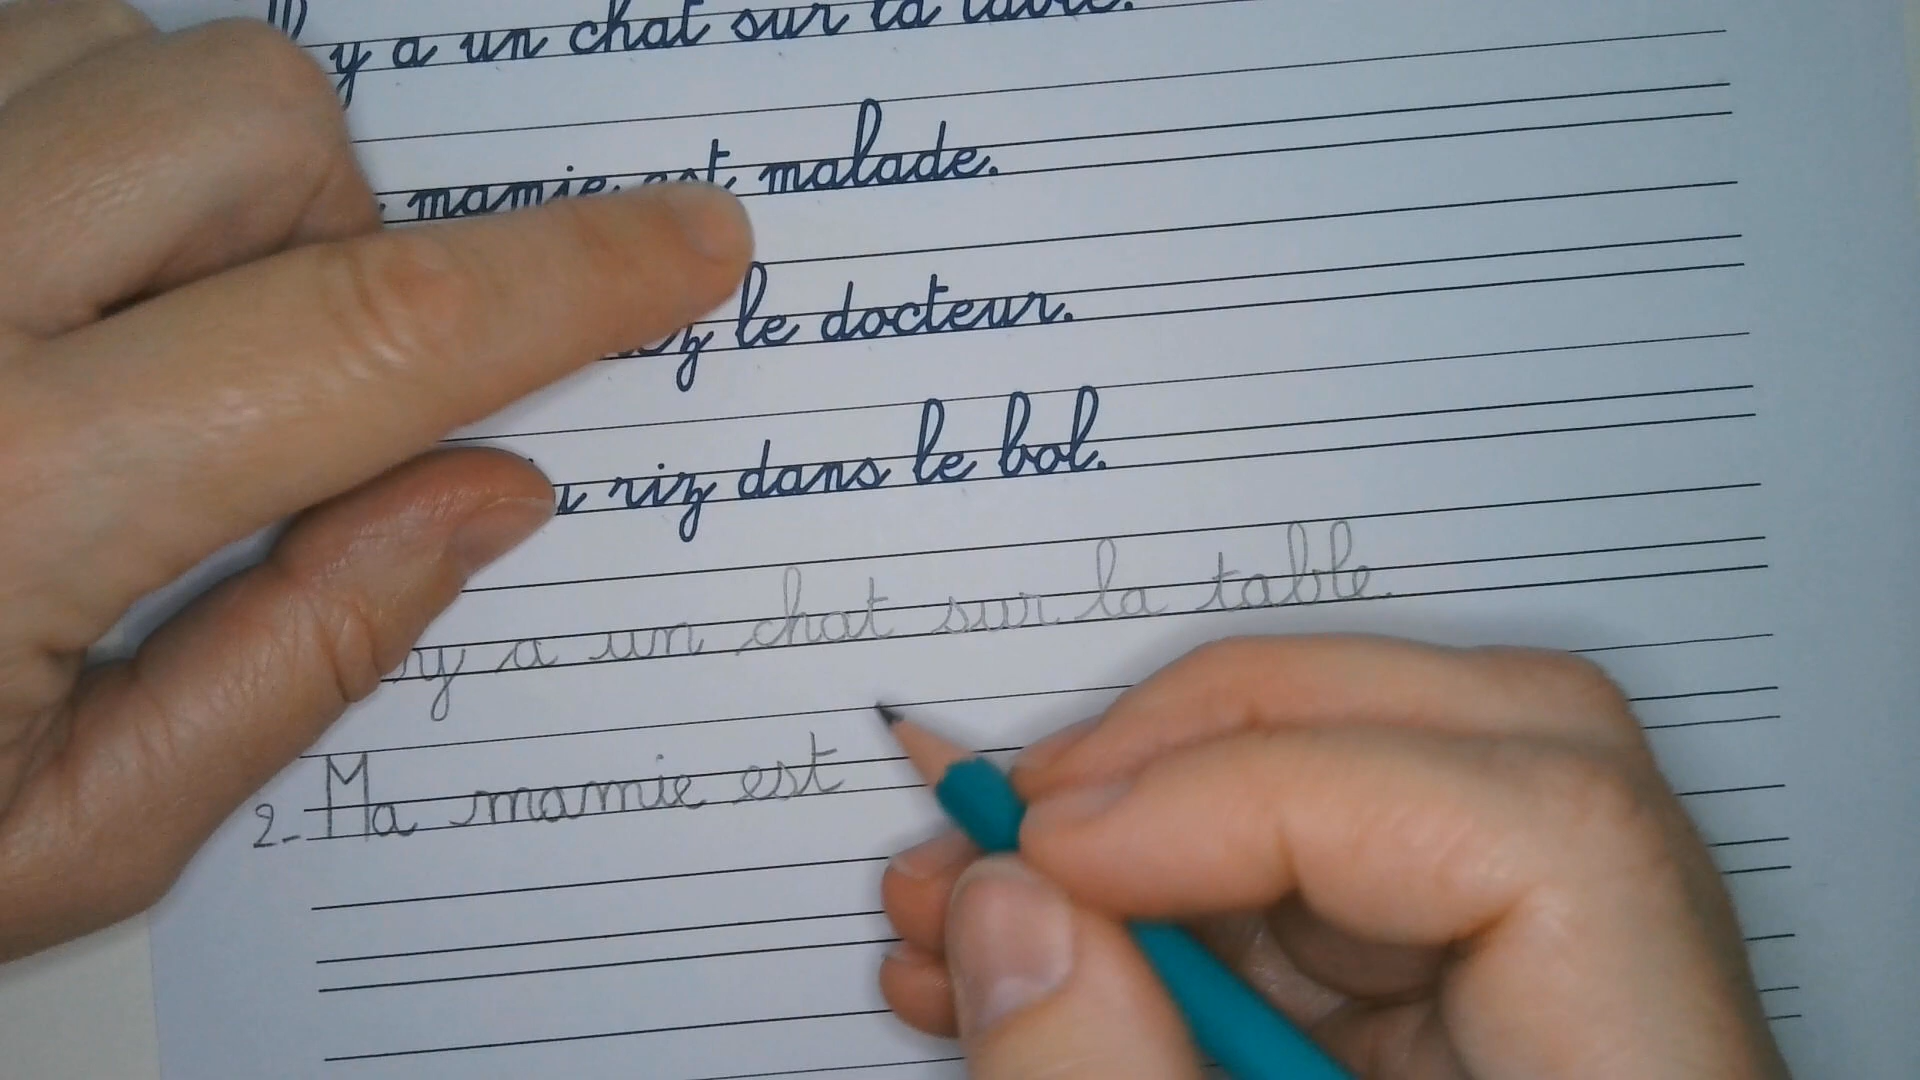 y a un chat sur la table.
mamie est malade.
le docteur.
riz dans le bol.
y a un chat sur la table.
2- Ma mamie est